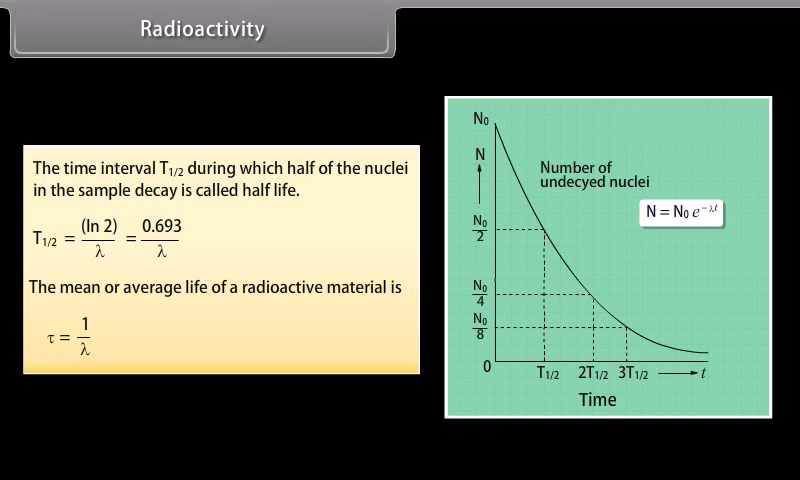 Radioactivity
The time interval T1/2 during which half of the nuclei
in the sample decay is called half life.
T1/2 = (ln 2)/λ = 0.693/λ
The mean or average life of a radioactive material is
τ = 1/λ
N0
N
Number of
undecyed nuclei
N = N0 e^−λt
N0/2
N0/4
N0/8
0
T1/2 2T1/2 3T1/2 t
Time